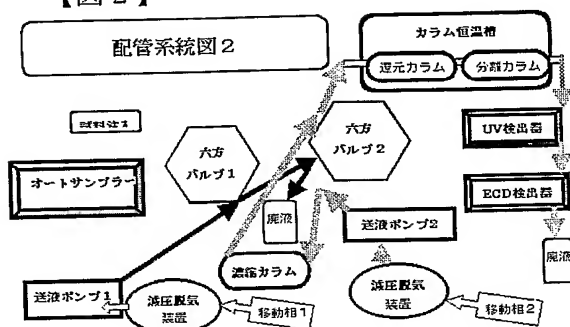 【図2】
配管系統図2
カラム恒温槽
還元カラム
分離カラム
試料注入
六方
バルブ1
六方
バルブ2
UV検出器
オートサンプラー
ECD検出器
廃液
送液ポンプ2
廃液
濃縮カラム
送液ポンプ1
減圧脱気
装置
移動相1
減圧脱気
装置
移動相2